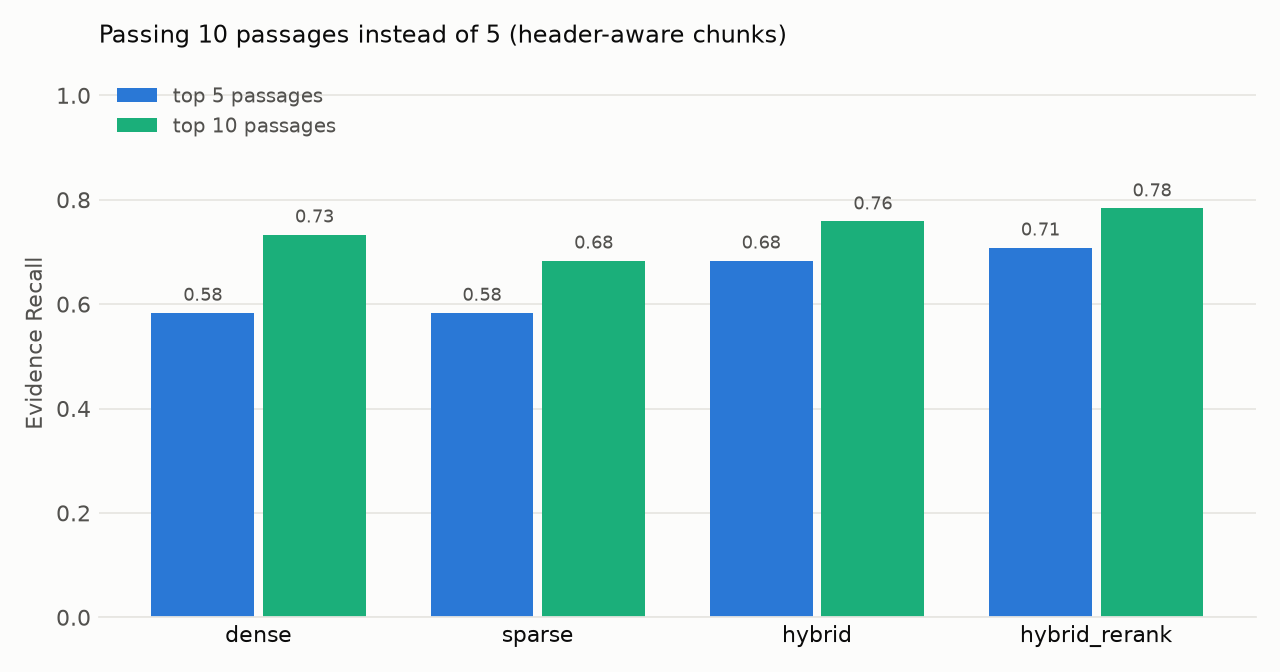 Passing 10 passages instead of 5 (header-aware chunks)
top 5 passages
top 10 passages
Evidence Recall
1.0
0.8
0.6
0.4
0.2
0.0
0.58
0.73
0.58
0.68
0.68
0.76
0.71
0.78
dense
sparse
hybrid
hybrid_rerank